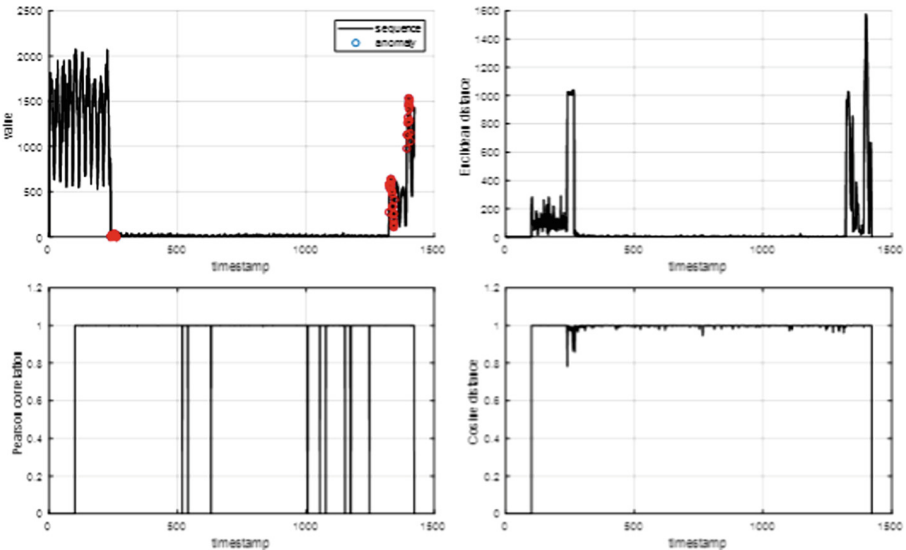 2500
2000
1500
1000
500
0
value
sequence
anomaly
0 500 1000 1500
timestamp
1600
1400
1200
1000
800
600
400
200
0
Euclidean distance
0 500 1000 1500
timestamp
1.2
1
0.8
0.6
0.4
0.2
0
Pearson correlation
0 500 1000 1500
timestamp
1.2
1
0.8
0.6
0.4
0.2
0
Cosine distance
0 500 1000 1500
timestamp